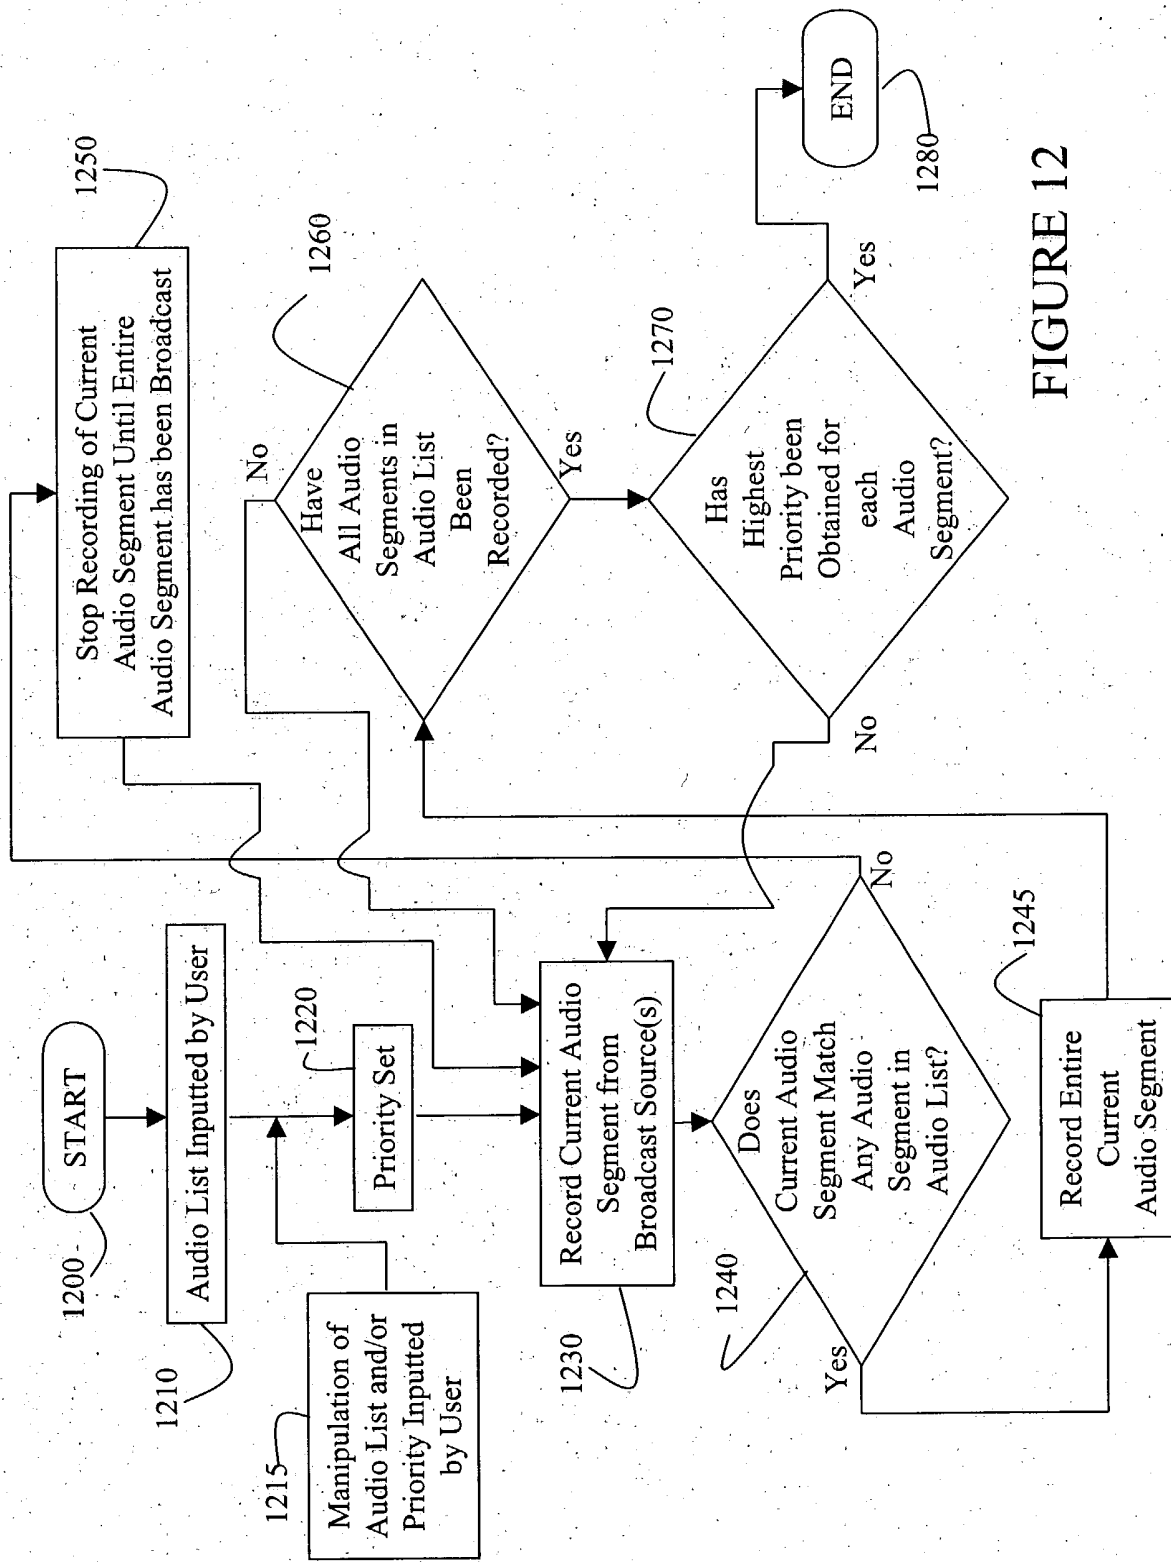 1200
START
1210
Audio List Inputted by User
1215
Manipulation of
Audio List and/or
Priority Inputted
by User
1220
Priority Set
1230
Record Current Audio
Segment from
Broadcast Source(s)
1240
Does
Current Audio
Segment Match
Any Audio
Segment in
Audio List?
Yes
No
1245
Record Entire
Current
Audio Segment
1250
Stop Recording of Current
Audio Segment Until Entire
Audio Segment has been Broadcast
1260
Have
All Audio
Segments in
Audio List
Been
Recorded?
No
Yes
1270
Has
Highest
Priority been
Obtained for
each
Audio
Segment?
No
Yes
END
1280
FIGURE 12